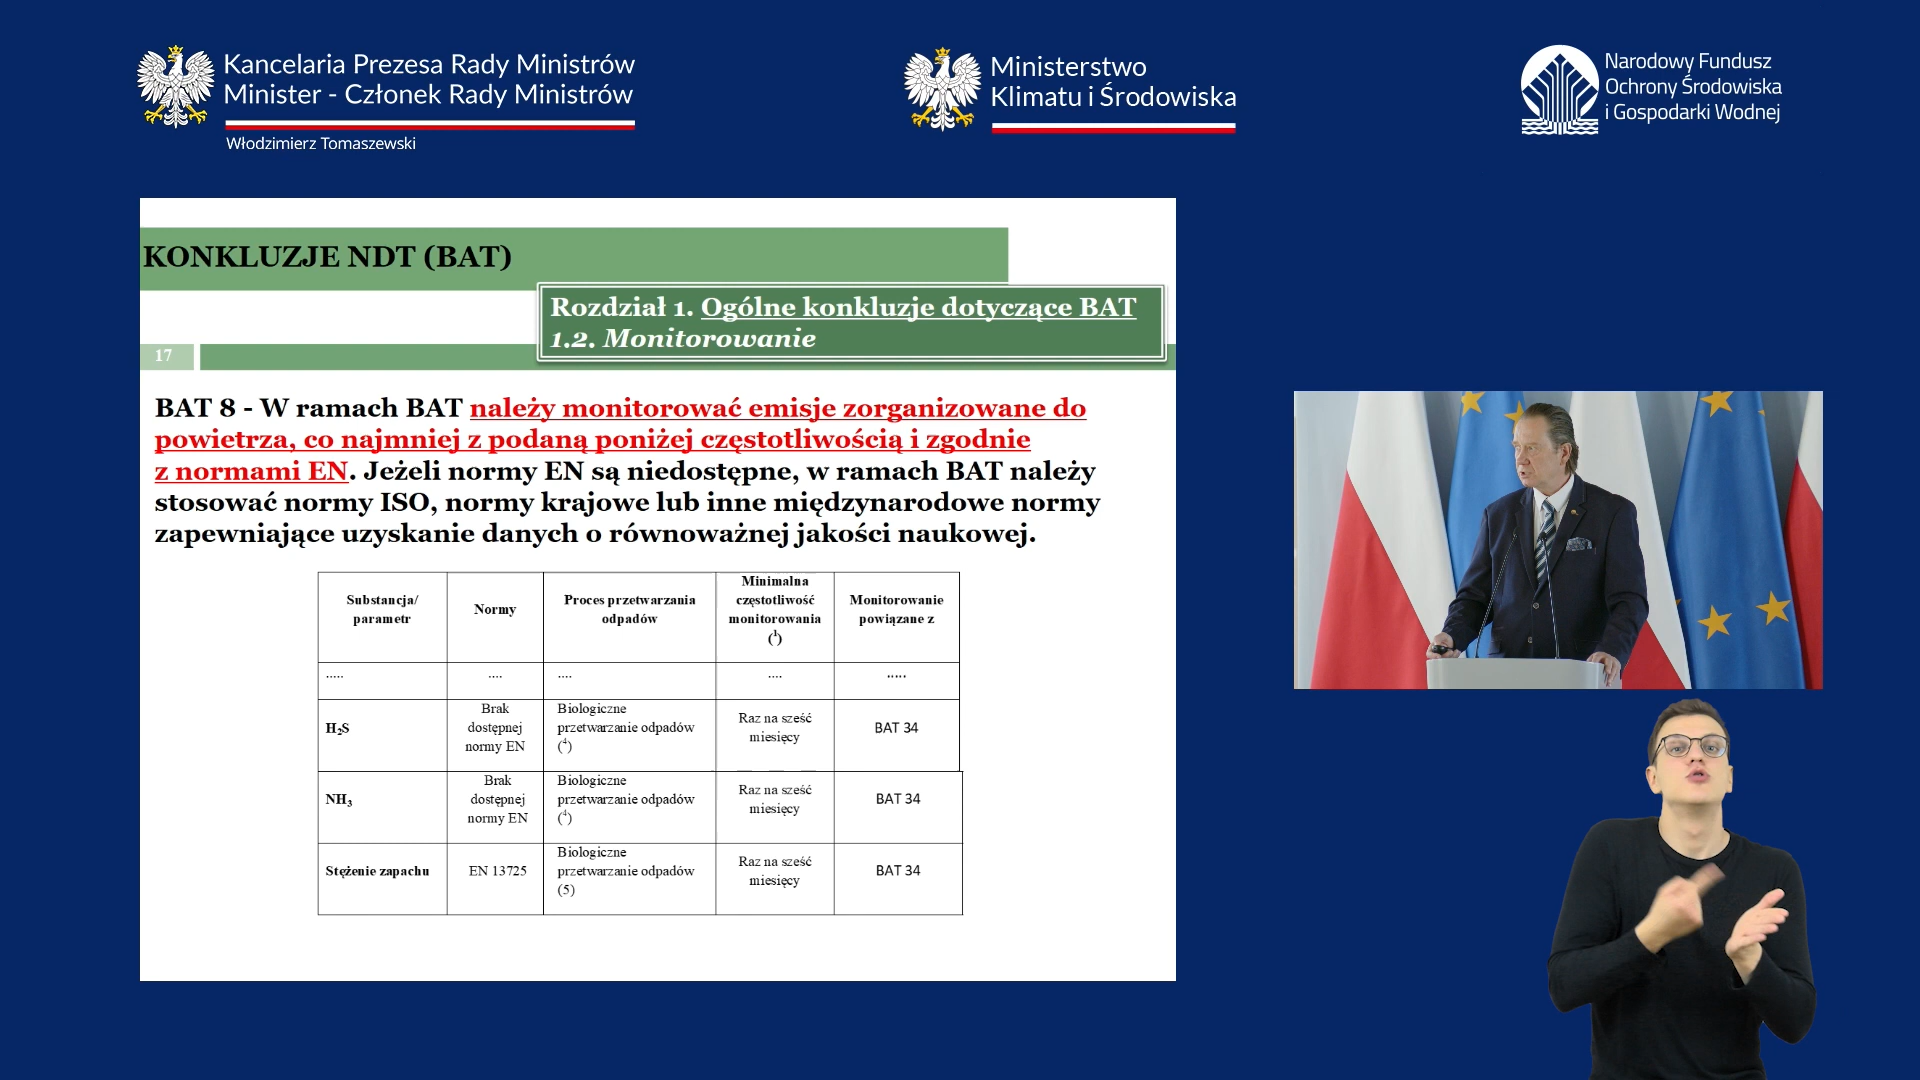 Kancelaria Prezesa Rady Ministrów
Minister - Członek Rady Ministrów
Włodzimierz Tomaszewski
Ministerstwo
Klimatu i Środowiska
Narodowy Fundusz
Ochrony Środowiska
i Gospodarki Wodnej
KONKLUZJE NDT (BAT)
Rozdział 1. Ogólne konkluzje dotyczące BAT
1.2. Monitorowanie
17
BAT 8 - W ramach BAT należy monitorować emisje zorganizowane do
powietrza, co najmniej z podaną poniżej częstotliwością i zgodnie
z normami EN. Jeżeli normy EN są niedostępne, w ramach BAT należy
stosować normy ISO, normy krajowe lub inne międzynarodowe normy
zapewniające uzyskanie danych o równoważnej jakości naukowej.
Substancja/
parametr
Normy
Proces przetwarzania
odpadów
Minimalna
częstotliwość
monitorowania
(¹)
Monitorowanie
powiązane z
.....
....
....
....
.....
H₂S
Brak
dostępnej
normy EN
Biologiczne
przetwarzanie odpadów
(⁴)
Raz na sześć
miesięcy
BAT 34
NH₃
Brak
dostępnej
normy EN
Biologiczne
przetwarzanie odpadów
(⁴)
Raz na sześć
miesięcy
BAT 34
Stężenie zapachu
EN 13725
Biologiczne
przetwarzanie odpadów
(5)
Raz na sześć
miesięcy
BAT 34